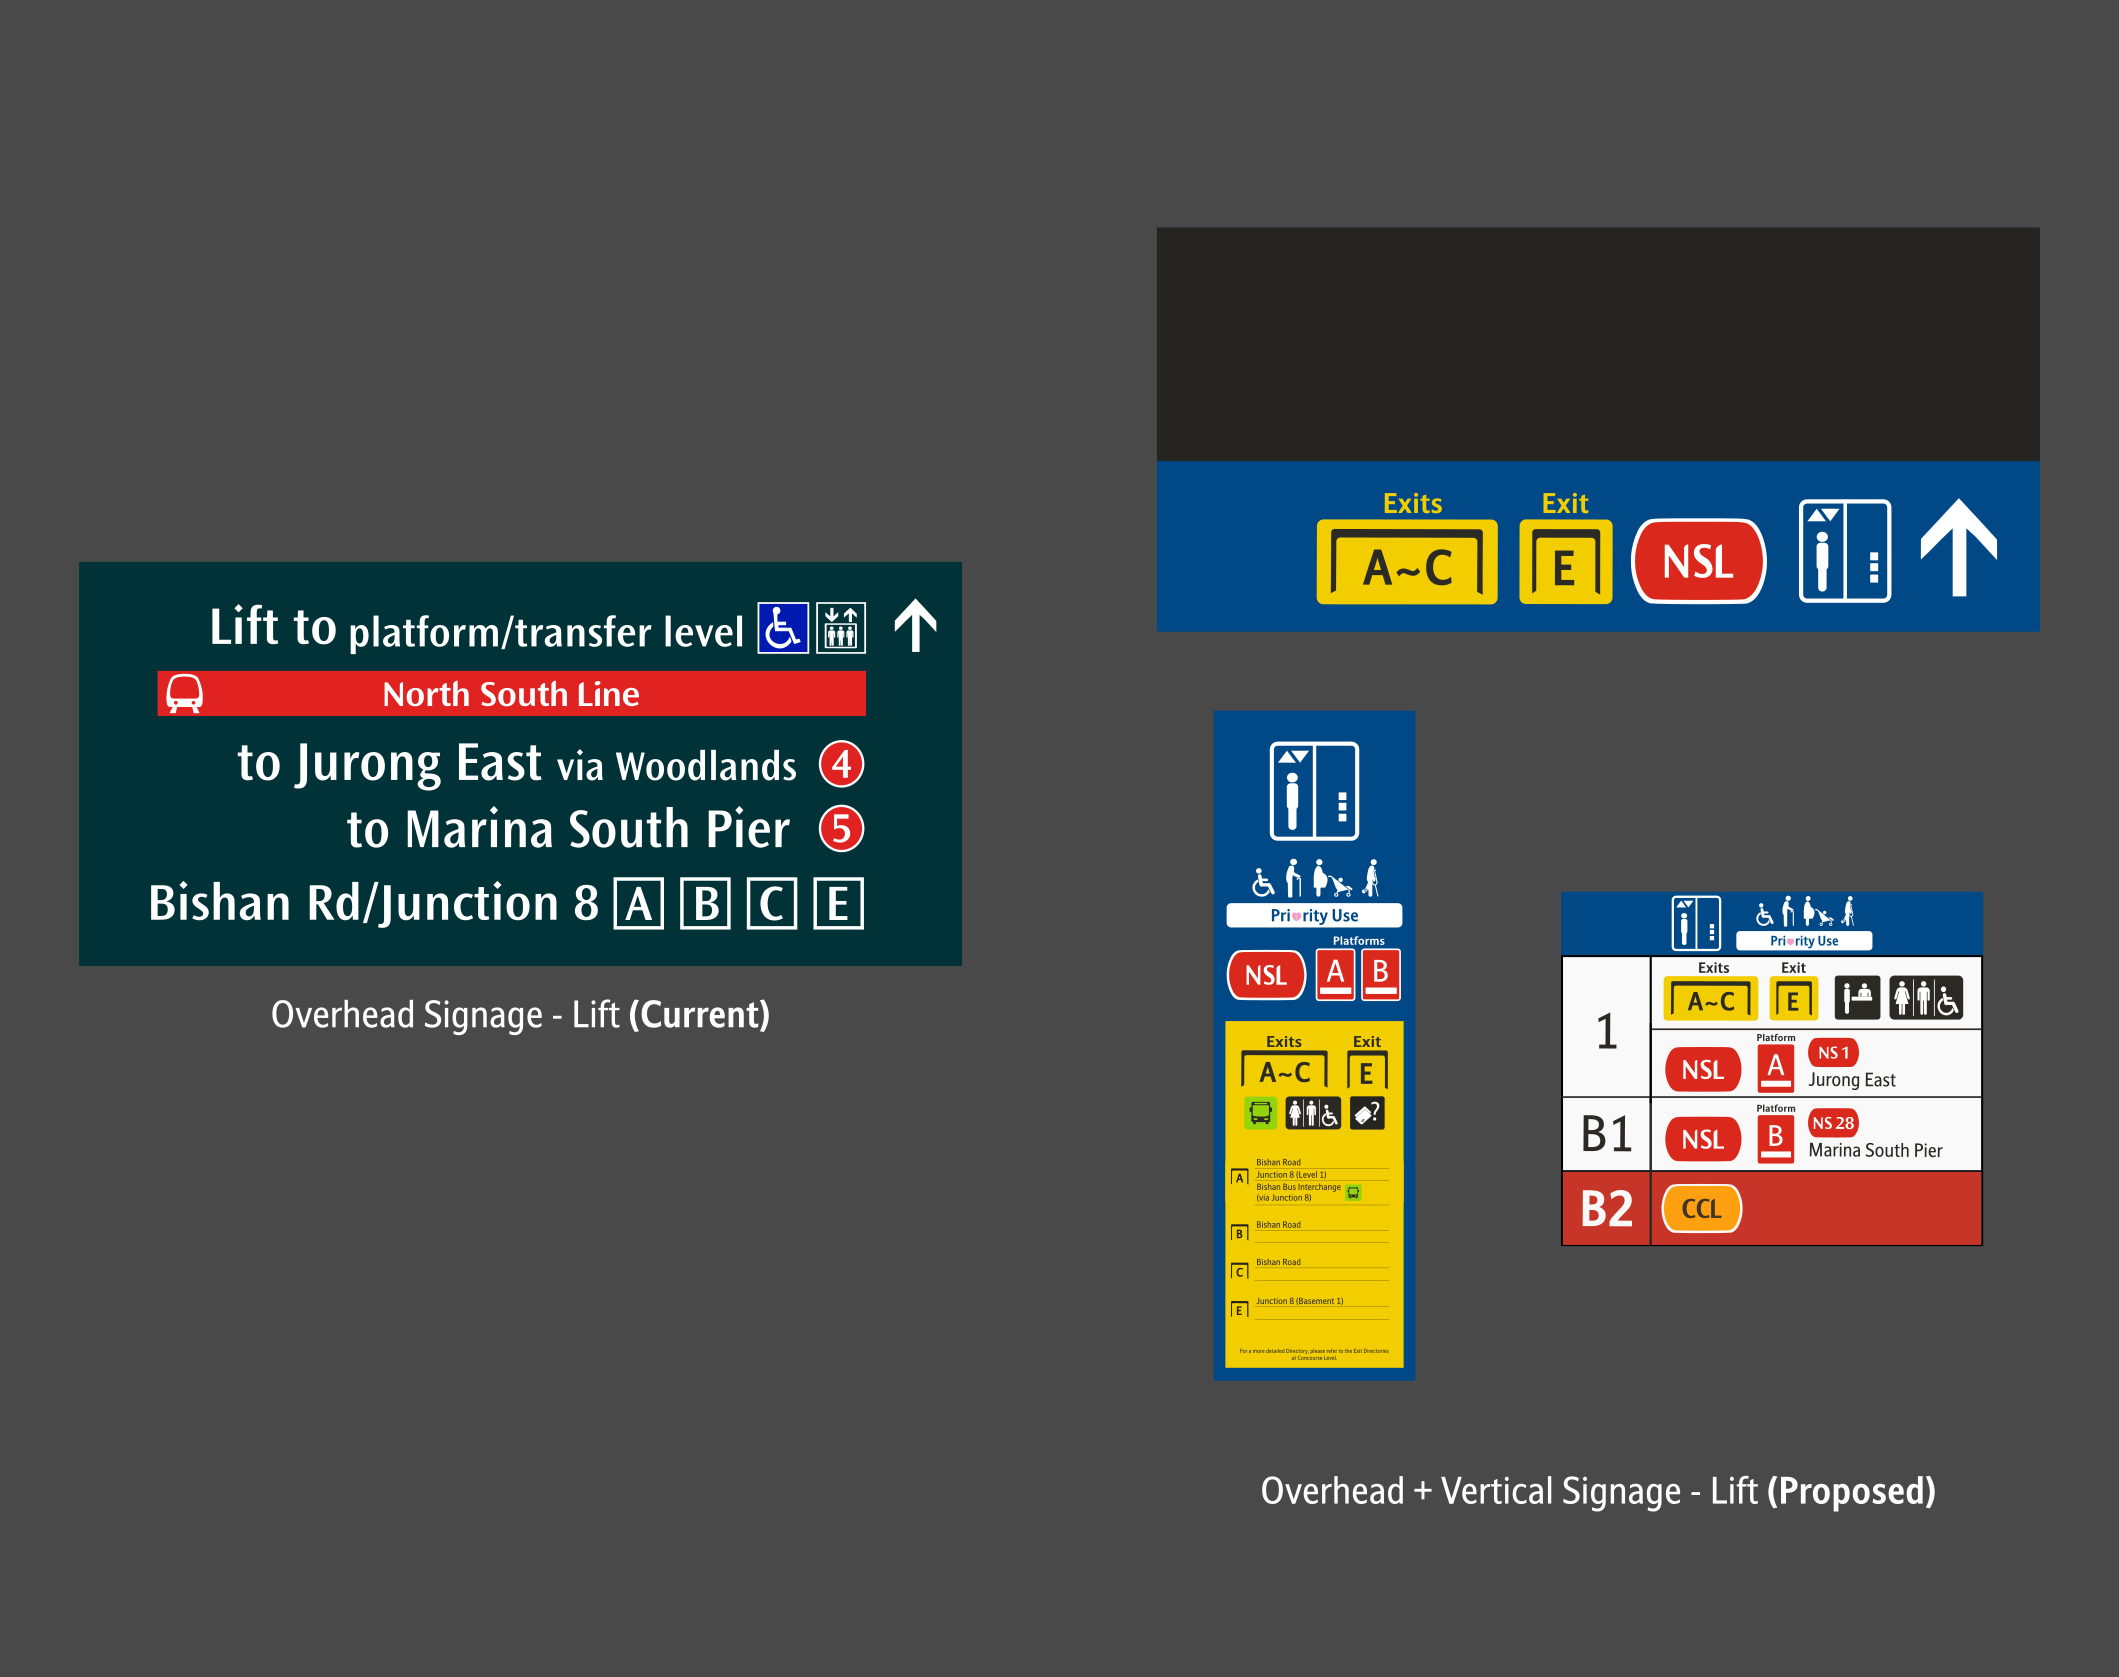 Lift to platform/transfer level
North South Line
to Jurong East via Woodlands 4
to Marina South Pier 5
Bishan Rd/Junction 8 A B C E
Overhead Signage - Lift (Current)
Exits Exit
A~C E NSL
Priority Use
Platforms
NSL A B
Exits Exit
A~C E
?
Bishan Road
A Junction 8 (Level 1)
Bishan Bus Interchange
(via Junction 8)
Bishan Road
B
Bishan Road
C
Junction 8 (Basement 1)
E
For a more detailed Directory, please refer to the Exit Directories
at Concourse Level.
Priority Use
Exits Exit
1 A~C E
Platform
NSL A NS 1
Jurong East
Platform
B1 NSL B NS 28
Marina South Pier
B2 CCL
Overhead + Vertical Signage - Lift (Proposed)